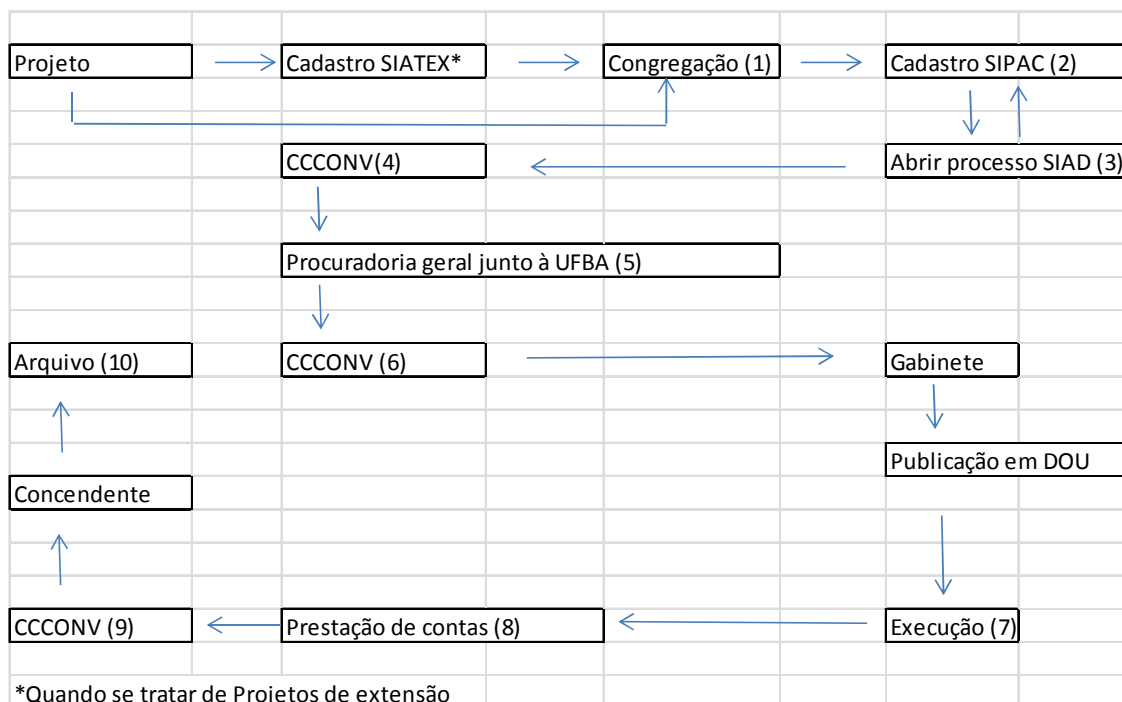 Projeto
Cadastro SIATEX*
Congregação (1)
Cadastro SIPAC (2)
CCCONV(4)
Abrir processo SIAD (3)
Procuradoria geral junto à UFBA (5)
Arquivo (10)
CCCONV (6)
Gabinete
Publicação em DOU
Concendente
CCCONV (9)
Prestação de contas (8)
Execução (7)
*Quando se tratar de Projetos de extensão